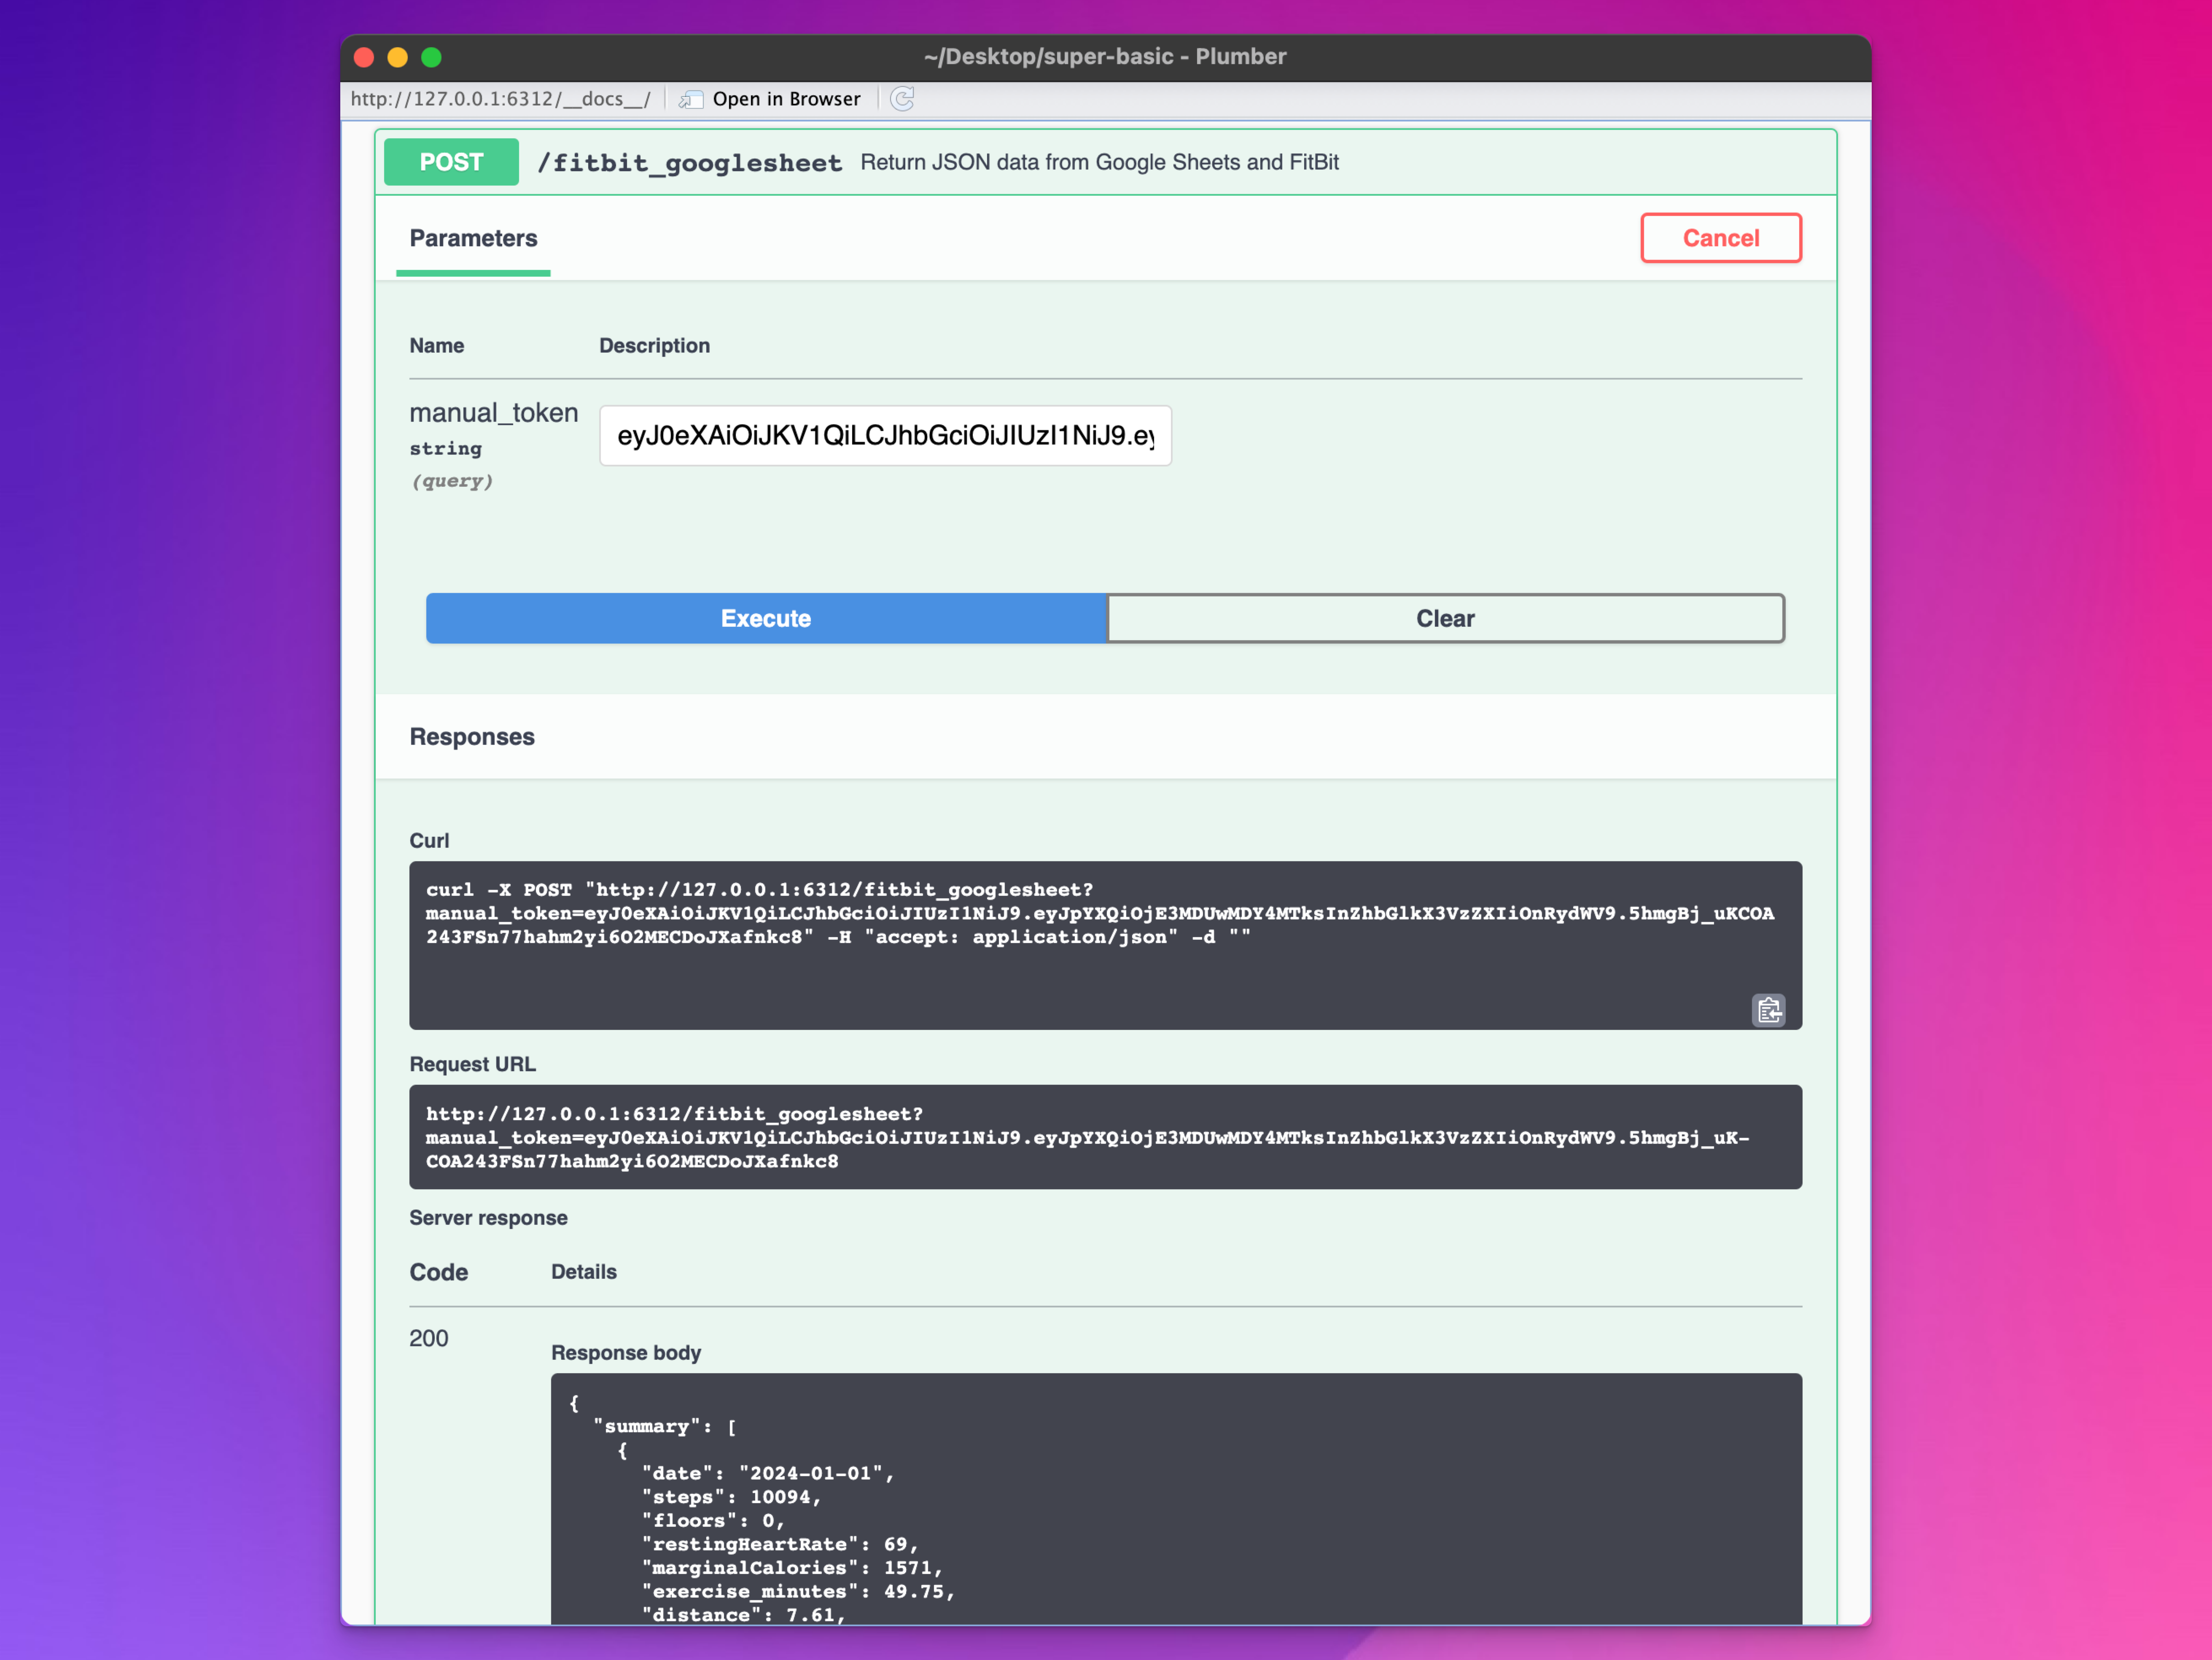 ~/Desktop/super-basic - Plumber
http://127.0.0.1:6312/__docs__/ Open in Browser
POST /fitbit_googlesheet Return JSON data from Google Sheets and FitBit
Parameters Cancel
Name Description
manual_token
string
(query)
eyJ0eXAiOiJKV1QiLCJhbGciOiJIUzI1NiJ9.ey
Execute Clear
Responses
Curl
curl -X POST "http://127.0.0.1:6312/fitbit_googlesheet?
manual_token=eyJ0eXAiOiJKV1QiLCJhbGciOiJIUzI1NiJ9.eyJpYXQiOjE3MDUwMDY4MTksInZhbGlkX3VzZXIiOnRydWV9.5hmgBj_uKCOA
243FSn77hahm2yi6O2MECDoJXafnkc8" -H "accept: application/json" -d ""
Request URL
http://127.0.0.1:6312/fitbit_googlesheet?
manual_token=eyJ0eXAiOiJKV1QiLCJhbGciOiJIUzI1NiJ9.eyJpYXQiOjE3MDUwMDY4MTksInZhbGlkX3VzZXIiOnRydWV9.5hmgBj_uK-
COA243FSn77hahm2yi6O2MECDoJXafnkc8
Server response
Code Details
200
Response body
{
"summary": [
{
"date": "2024-01-01",
"steps": 10094,
"floors": 0,
"restingHeartRate": 69,
"marginalCalories": 1571,
"exercise_minutes": 49.75,
"distance": 7.61,